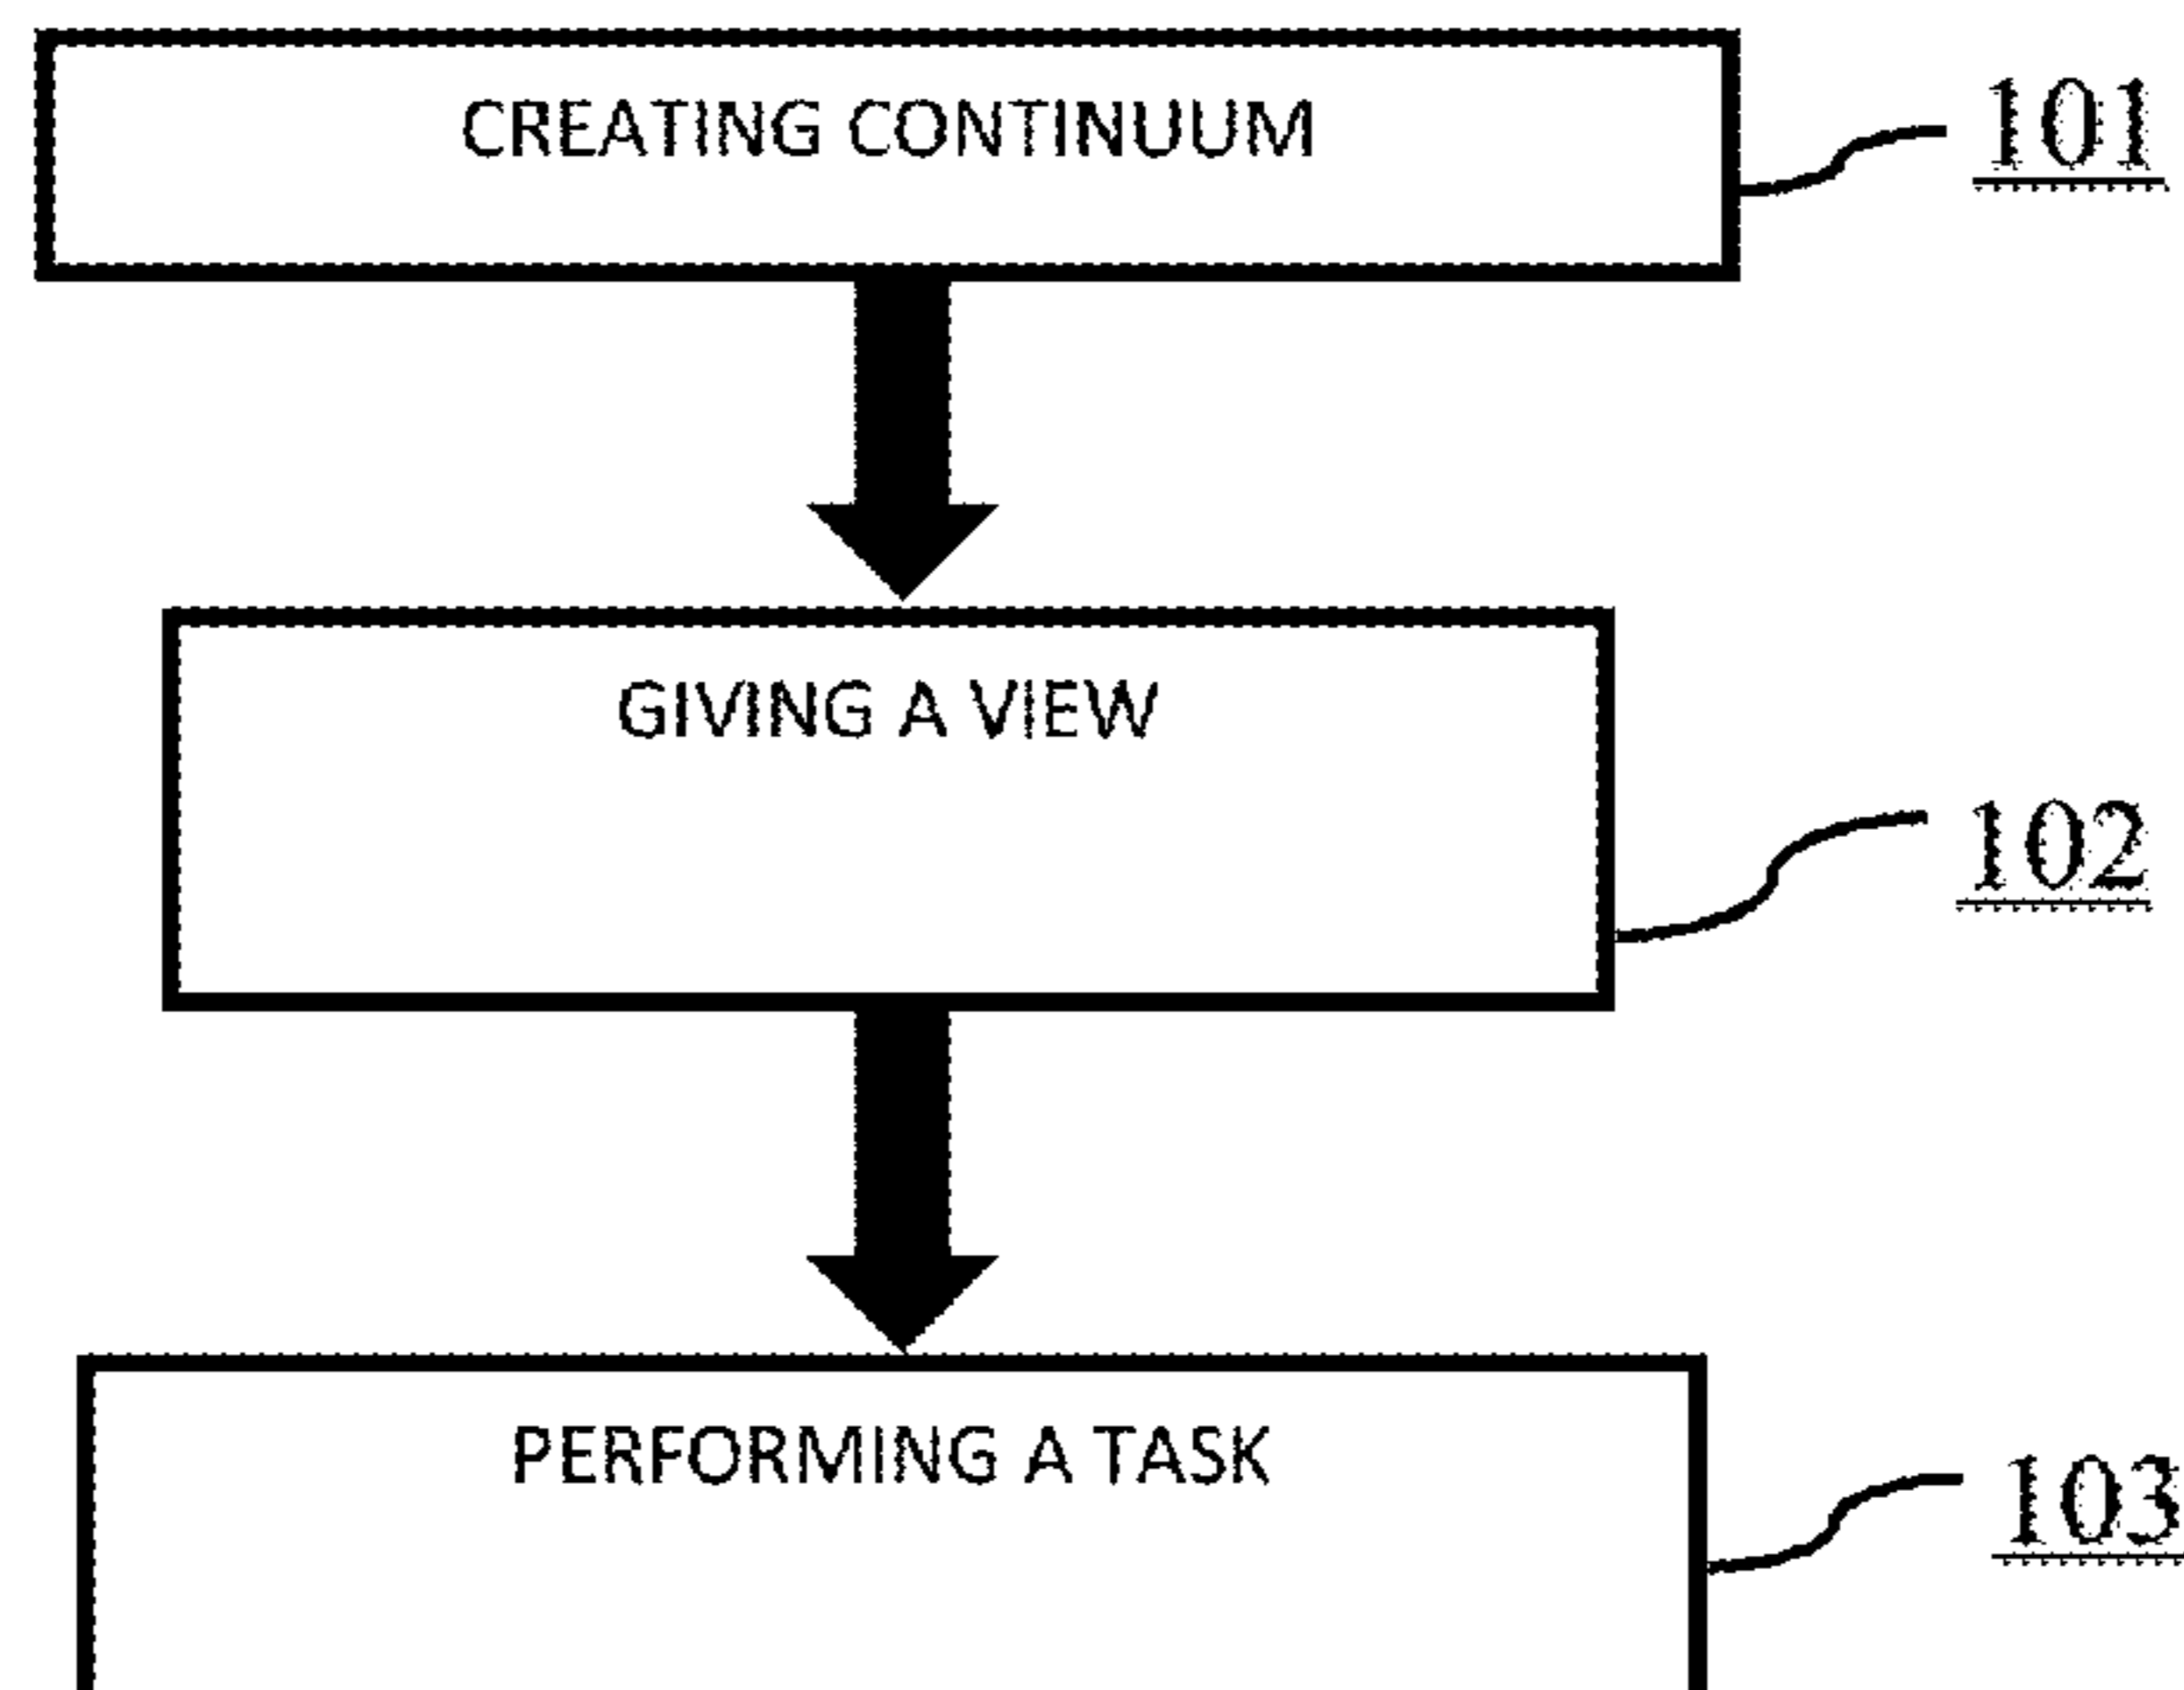 CREATING CONTINUUM
101
GIVING A VIEW
102
PERFORMING A TASK
103